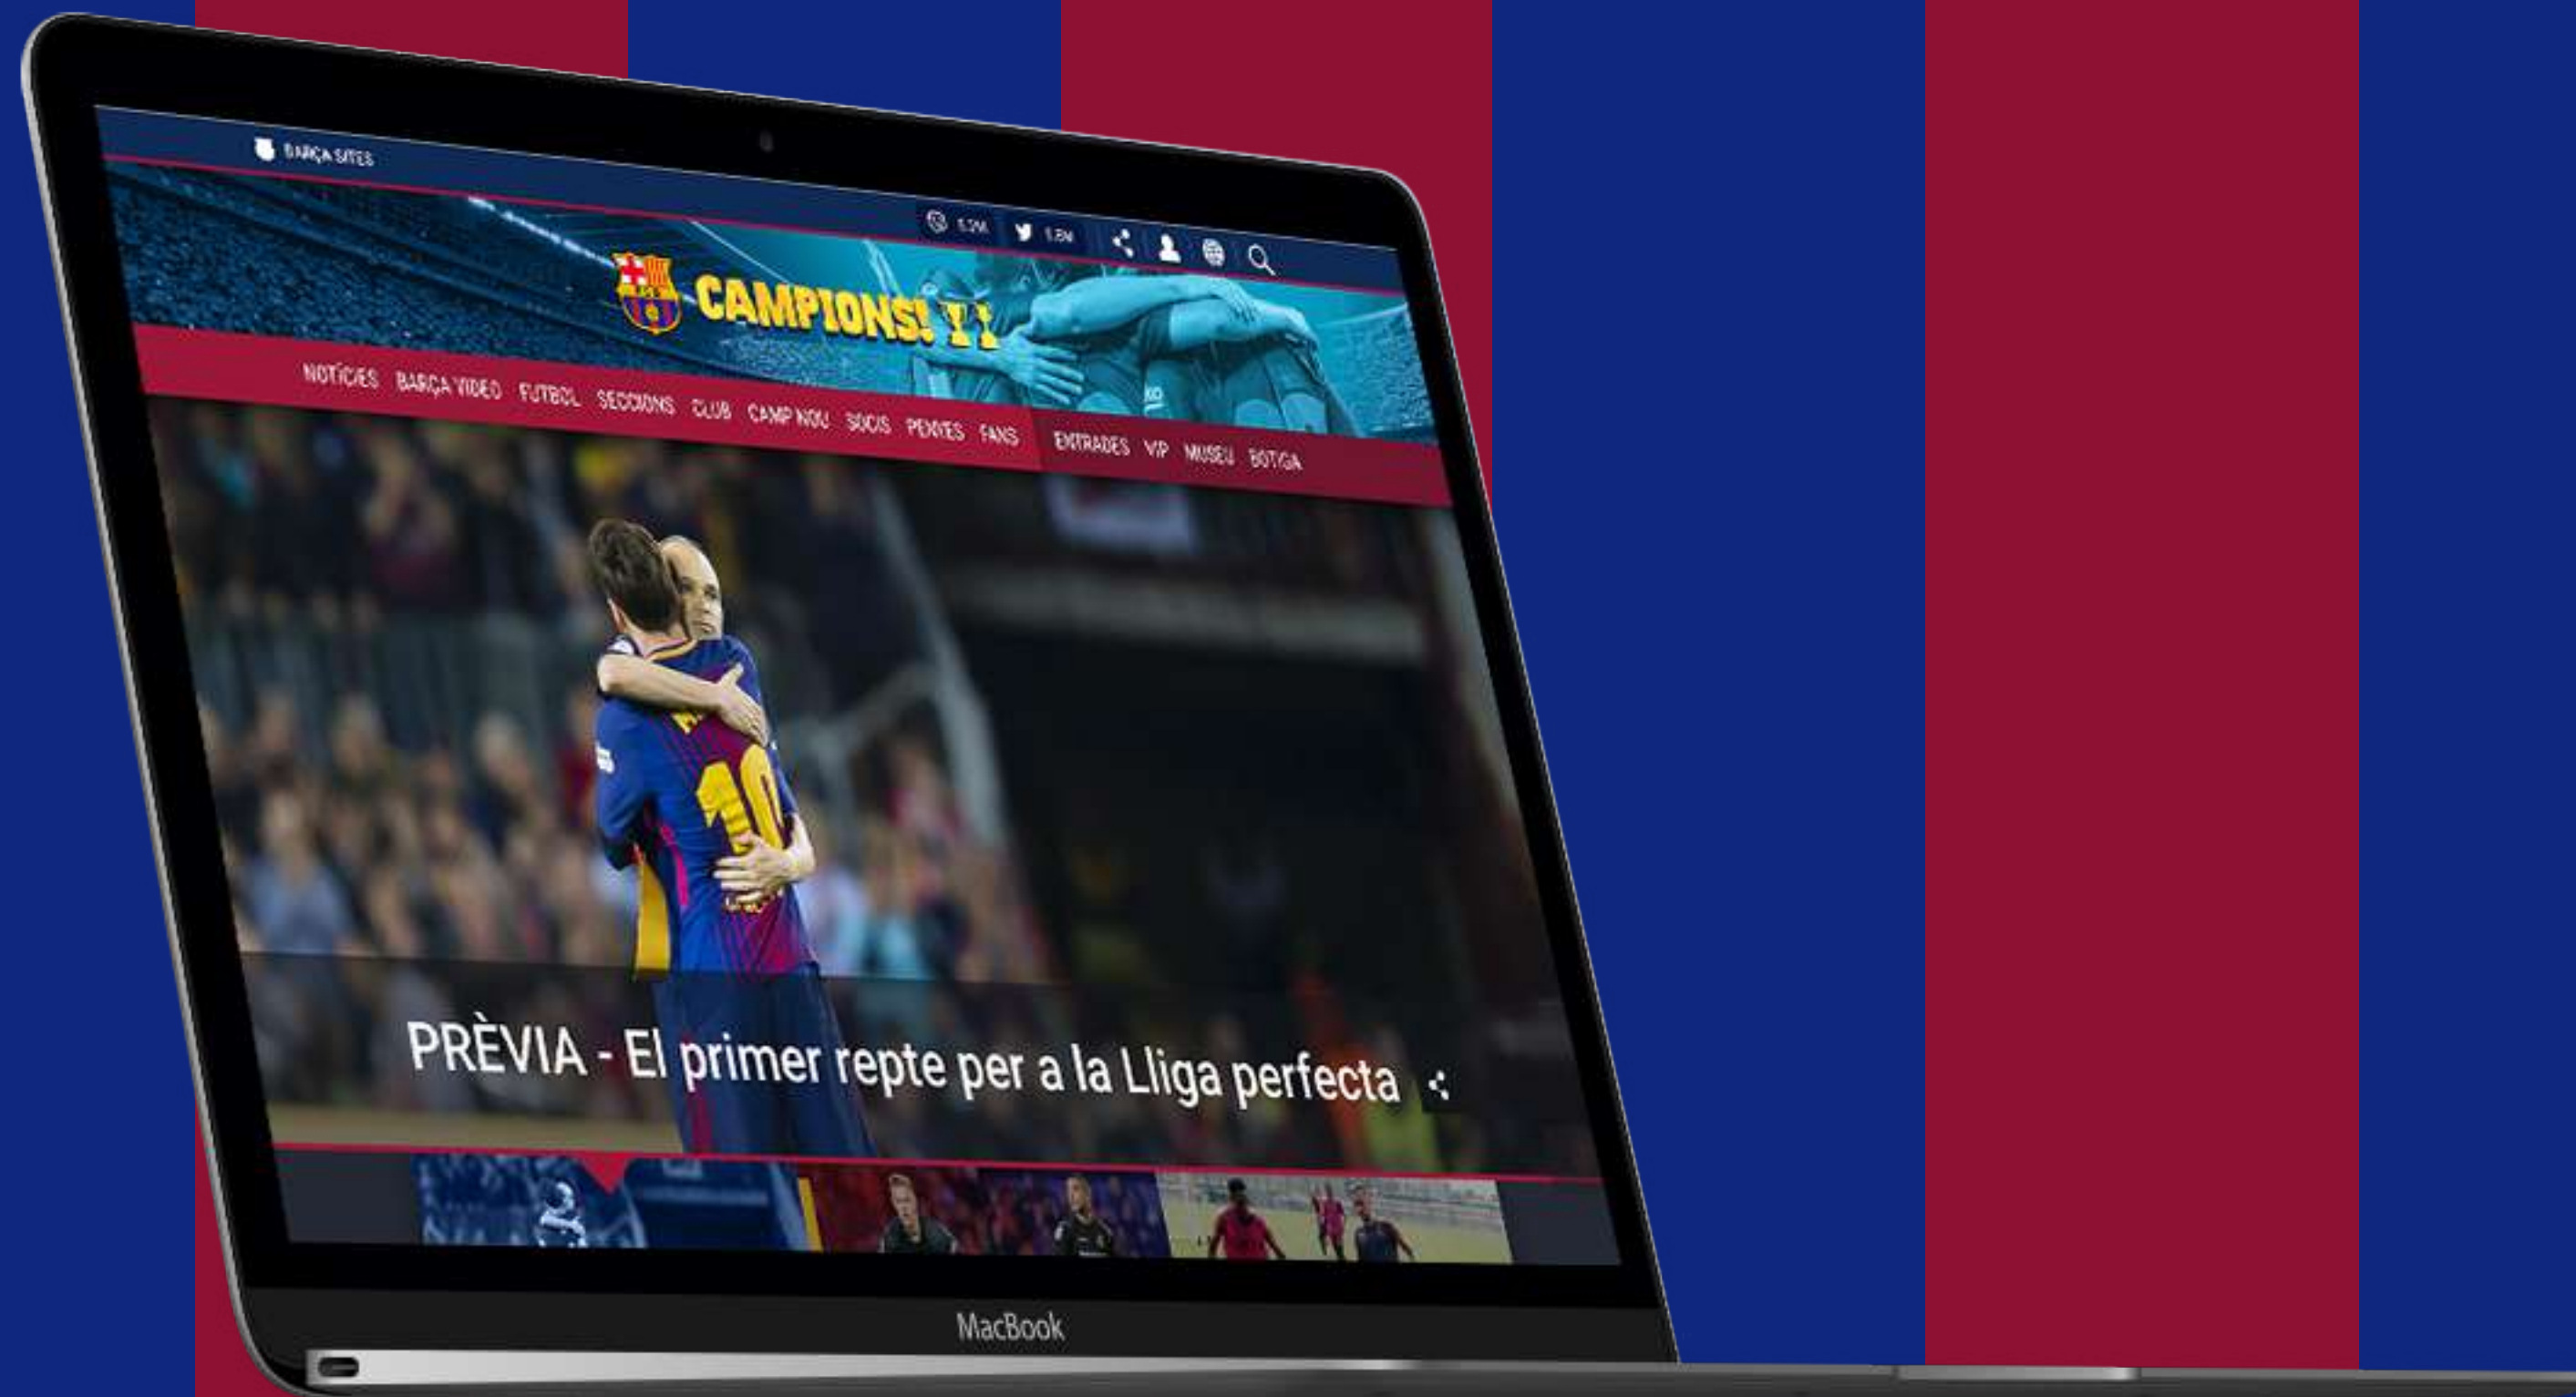 BARÇA SITES
CAMPIONS!
NOTÍCIES BARÇA VIDEO FUTBOL SECCIONS CLUB CAMP NOU SOCIS PENYES FANS ENTRADES VIP MUSEU BOTIGA
10
PRÈVIA - El primer repte per a la Lliga perfecta
MacBook